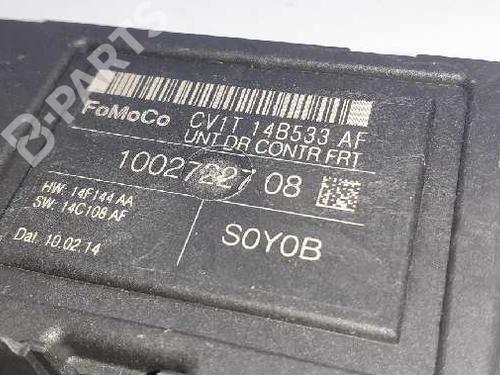 B-PARTS
FoMoCo CV1T 14B533 AF
UNT DR CONTR FRT
10027227 08
HW: 14F144 AA
SW: 14C108 AF
Dat. 10.02.14
S0Y0B